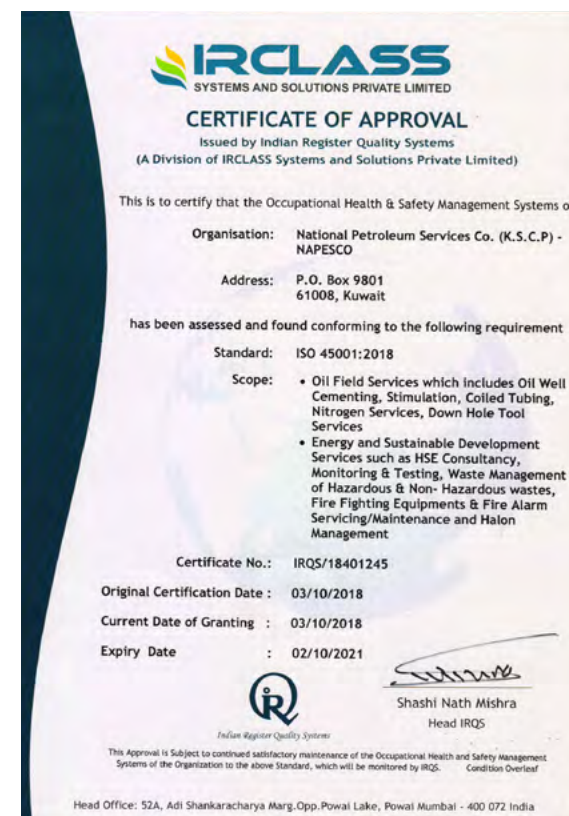 IRCLASS
SYSTEMS AND SOLUTIONS PRIVATE LIMITED
CERTIFICATE OF APPROVAL
Issued by Indian Register Quality Systems
(A Division of IRCLASS Systems and Solutions Private Limited)
This is to certify that the Occupational Health & Safety Management Systems o
Organisation: National Petroleum Services Co. (K.S.C.P) -
NAPESCO
Address: P.O. Box 9801
61008, Kuwait
has been assessed and found conforming to the following requirement
Standard: ISO 45001:2018
Scope: • Oil Field Services which includes Oil Well
Cementing, Stimulation, Coiled Tubing,
Nitrogen Services, Down Hole Tool
Services
• Energy and Sustainable Development
Services such as HSE Consultancy,
Monitoring & Testing, Waste Management
of Hazardous & Non- Hazardous wastes,
Fire Fighting Equipments & Fire Alarm
Servicing/Maintenance and Halon
Management
Certificate No.: IRQS/18401245
Original Certification Date : 03/10/2018
Current Date of Granting : 03/10/2018
Expiry Date : 02/10/2021
Shashi Nath Mishra
Head IRQS
iR
Indian Register Quality Systems
This Approval is Subject to continued satisfactory maintenance of the Occupational Health and Safety Management
Systems of the Organization to the above Standard, which will be monitored by IRQS. Condition Overleaf
Head Office: 52A, Adi Shankaracharya Marg.Opp.Powai Lake, Powai Mumbai - 400 072 India